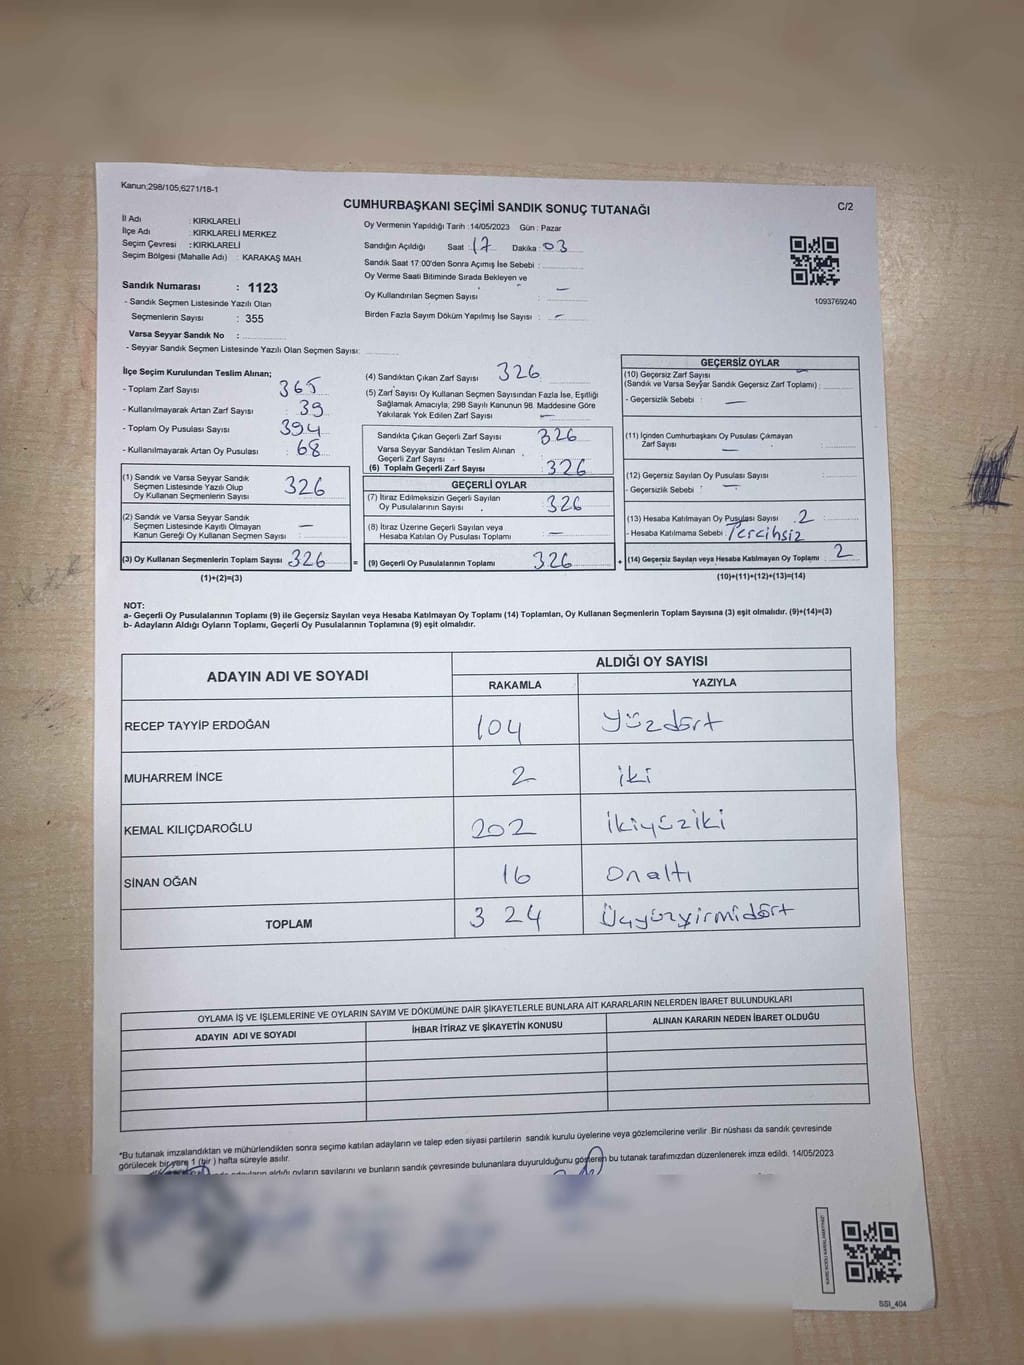 Kanun;298/105;6271/18-1
CUMHURBAŞKANI SEÇİMİ SANDIK SONUÇ TUTANAĞI
C/2
İl Adı : KIRKLARELİ
İlçe Adı : KIRKLARELİ MERKEZ
Seçim Çevresi : KIRKLARELİ
Seçim Bölgesi (Mahalle Adı) : KARAKAŞ MAH.
Oy Vermenin Yapıldığı Tarih :14/05/2023 Gün : Pazar
Sandığın Açıldığı Saat : 17 Dakika : 03
Sandık Saat 17:00'den Sonra Açımış İse Sebebi :
Oy Verme Saati Bitiminde Sırada Bekleyen ve
Oy Kullandırılan Seçmen Sayısı : —
Birden Fazla Sayım Döküm Yapılmış İse Sayısı : —
1093769240
Sandık Numarası : 1123
- Sandık Seçmen Listesinde Yazılı Olan
Seçmenlerin Sayısı : 355
Varsa Seyyar Sandık No :
- Seyyar Sandık Seçmen Listesinde Yazılı Olan Seçmen Sayısı:
İlçe Seçim Kurulundan Teslim Alınan;
- Toplam Zarf Sayısı : 365
- Kullanılmayarak Artan Zarf Sayısı : 39
- Toplam Oy Pusulası Sayısı : 394
- Kullanılmayarak Artan Oy Pusulası : 68
(1) Sandık ve Varsa Seyyar Sandık
Seçmen Listesinde Yazılı Olup
Oy Kullanan Seçmenlerin Sayısı : 326
(2) Sandık ve Varsa Seyyar Sandık
Seçmen Listesinde Kayıtlı Olmayan
Kanun Gereği Oy Kullanan Seçmen Sayısı : —
(3) Oy Kullanan Seçmenlerin Toplam Sayısı : 326
(1)+(2)=(3)
(4) Sandıktan Çıkan Zarf Sayısı : 326
(5) Zarf Sayısı Oy Kullanan Seçmen Sayısından Fazla İse, Eşitliği
Sağlamak Amacıyla, 298 Sayılı Kanunun 98. Maddesine Göre
Yakılarak Yok Edilen Zarf Sayısı : —
Sandıkta Çıkan Geçerli Zarf Sayısı : 326
Varsa Seyyar Sandıktan Teslim Alınan
Geçerli Zarf Sayısı :
(6) Toplam Geçerli Zarf Sayısı : 326
GEÇERLİ OYLAR
(7) İtiraz Edilmeksizin Geçerli Sayılan
Oy Pusulalarının Sayısı : 326
(8) İtiraz Üzerine Geçerli Sayılan veya
Hesaba Katılan Oy Pusulası Toplamı : —
= (9) Geçerli Oy Pusulalarının Toplamı : 326 +
GEÇERSİZ OYLAR
(10) Geçersiz Zarf Sayısı —
(Sandık ve Varsa Seyyar Sandık Geçersiz Zarf Toplamı) :
- Geçersizlik Sebebi : —
(11) İçinden Cumhurbaşkanı Oy Pusulası Çıkmayan
Zarf Sayısı : —
(12) Geçersiz Sayılan Oy Pusulası Sayısı :
- Geçersizlik Sebebi : —
(13) Hesaba Katılmayan Oy Pusulası Sayısı : 2
- Hesaba Katılmama Sebebi : Tercihsiz
(14) Geçersiz Sayılan veya Hesaba Katılmayan Oy Toplamı : 2
(10)+(11)+(12)+(13)=(14)
NOT:
a- Geçerli Oy Pusulalarının Toplamı (9) ile Geçersiz Sayılan veya Hesaba Katılmayan Oy Toplamı (14) Toplamları, Oy Kullanan Seçmenlerin Toplam Sayısına (3) eşit olmalıdır. (9)+(14)=(3)
b- Adayların Aldığı Oyların Toplamı, Geçerli Oy Pusulalarının Toplamına (9) eşit olmalıdır.
ADAYIN ADI VE SOYADI
ALDIĞI OY SAYISI
RAKAMLA YAZIYLA
RECEP TAYYİP ERDOĞAN 104 Yüzdört
MUHARREM İNCE 2 iki
KEMAL KILIÇDAROĞLU 202 İkiyüziki
SİNAN OĞAN 16 Onaltı
TOPLAM 324 Üçyüzyirmidört
OYLAMA İŞ VE İŞLEMLERİNE VE OYLARIN SAYIM VE DÖKÜMÜNE DAİR ŞİKAYETLERLE BUNLARA AİT KARARLARIN NELERDEN İBARET BULUNDUKLARI
ADAYIN ADI VE SOYADI İHBAR İTİRAZ VE ŞİKAYETİN KONUSU ALINAN KARARIN NEDEN İBARET OLDUĞU
*Bu tutanak imzalandıktan ve mühürlendikten sonra seçime katılan adayların ve talep eden siyasi partilerin sandık kurulu üyelerine veya gözlemcilerine verilir .Bir nüshası da sandık çevresinde
görülecek bir yere 1 (bir ) hafta süreyle asılır.
adayların aldığı oyların sayılarını ve bunların sandık çevresinde bulunanlara duyurulduğunu gösteren bu tutanak tarafımızdan düzenlenerek imza edildi. 14/05/2023
SSI_404